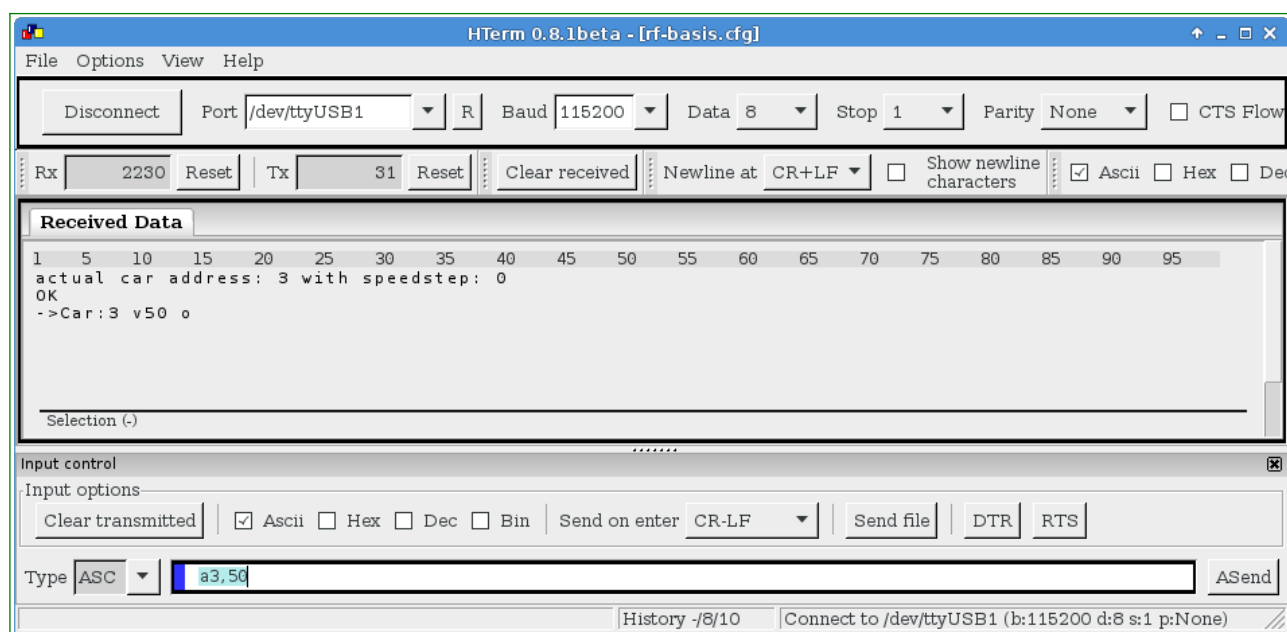 HTerm 0.8.1beta - [rf-basis.cfg]
File Options View Help
Disconnect Port /dev/ttyUSB1 R Baud 115200 Data 8 Stop 1 Parity None CTS Flow
Rx 2230 Reset Tx 31 Reset Clear received Newline at CR+LF Show newline characters Ascii Hex Dec
Received Data
1 5 10 15 20 25 30 35 40 45 50 55 60 65 70 75 80 85 90 95
actual car address: 3 with speedstep: 0
OK
->Car:3 v50 o
Selection (-)
Input control
Input options
Clear transmitted Ascii Hex Dec Bin Send on enter CR-LF Send file DTR RTS
Type ASC a3,50 ASend
History -/8/10 Connect to /dev/ttyUSB1 (b:115200 d:8 s:1 p:None)